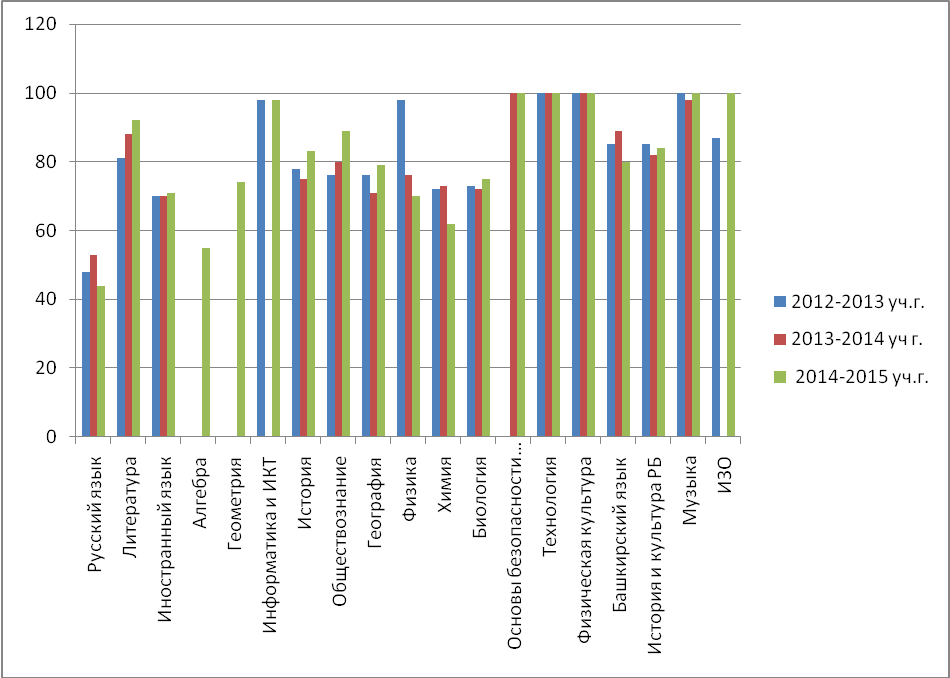 120
100
80
60
40
20
0
Русский язык
Литература
Иностранный язык
Алгебра
Геометрия
Информатика и ИКТ
История
Обществознание
География
Физика
Химия
Биология
Основы безопасности…
Технология
Физическая культура
Башкирский язык
История и культура РБ
Музыка
ИЗО
2012-2013 уч.г.
2013-2014 уч г.
2014-2015 уч.г.